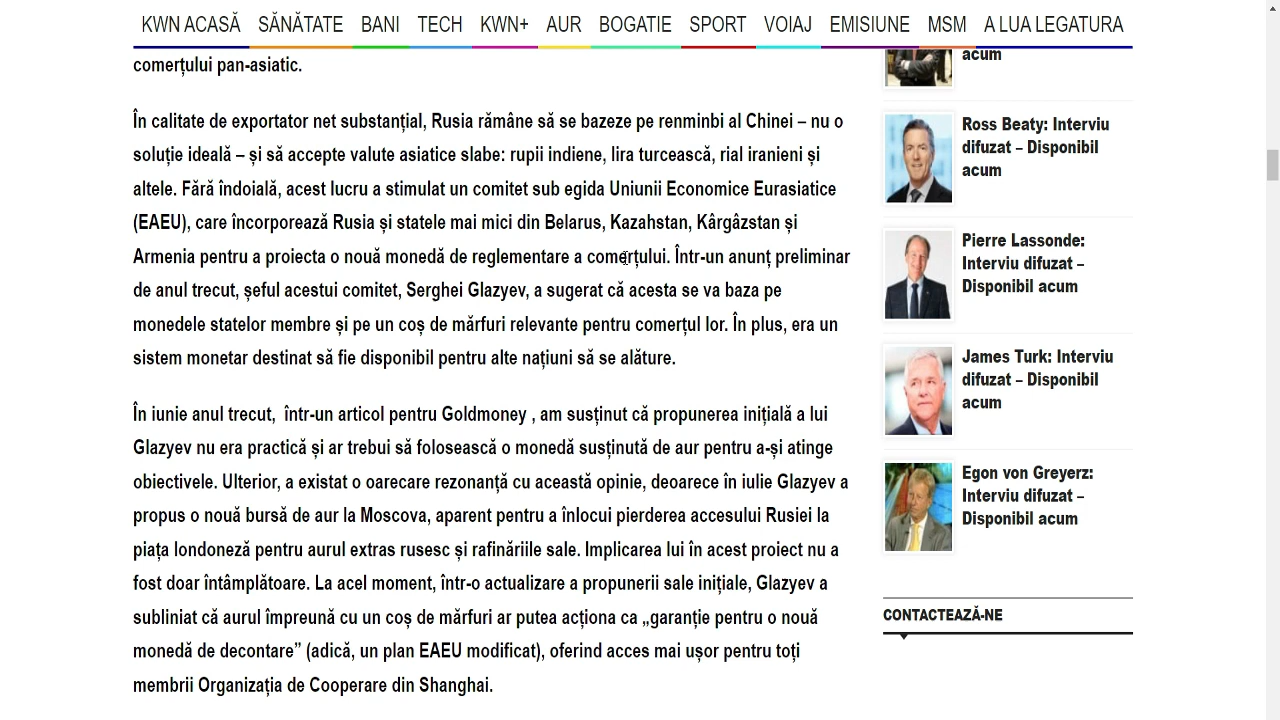 KWN ACASĂ SĂNĂTATE BANI TECH KWN+ AUR BOGATIE SPORT VOIAJ EMISIUNE MSM A LUA LEGATURA
comerțului pan-asiatic.
În calitate de exportator net substanțial, Rusia rămâne să se bazeze pe renminbi al Chinei – nu o
soluție ideală – și să accepte valute asiatice slabe: rupii indiene, lira turcească, rial iranieni și
altele. Fără îndoială, acest lucru a stimulat un comitet sub egida Uniunii Economice Eurasiatice
(EAEU), care încorporează Rusia și statele mai mici din Belarus, Kazahstan, Kârgâzstan și
Armenia pentru a proiecta o nouă monedă de reglementare a comerțului. Într-un anunț preliminar
de anul trecut, șeful acestui comitet, Serghei Glazyev, a sugerat că acesta se va baza pe
monedele statelor membre și pe un coș de mărfuri relevante pentru comerțul lor. În plus, era un
sistem monetar destinat să fie disponibil pentru alte națiuni să se alăture.
În iunie anul trecut,  într-un articol pentru Goldmoney , am susținut că propunerea inițială a lui
Glazyev nu era practică și ar trebui să folosească o monedă susținută de aur pentru a-și atinge
obiectivele. Ulterior, a existat o oarecare rezonanță cu această opinie, deoarece în iulie Glazyev a
propus o nouă bursă de aur la Moscova, aparent pentru a înlocui pierderea accesului Rusiei la
piața londoneză pentru aurul extras rusesc și rafinăriile sale. Implicarea lui în acest proiect nu a
fost doar întâmplătoare. La acel moment, într-o actualizare a propunerii sale inițiale, Glazyev a
subliniat că aurul împreună cu un coș de mărfuri ar putea acționa ca „garanție pentru o nouă
monedă de decontare” (adică, un plan EAEU modificat), oferind acces mai ușor pentru toți
membrii Organizația de Cooperare din Shanghai.
acum
Ross Beaty: Interviu
difuzat – Disponibil
acum
Pierre Lassonde:
Interviu difuzat –
Disponibil acum
James Turk: Interviu
difuzat – Disponibil
acum
Egon von Greyerz:
Interviu difuzat –
Disponibil acum
CONTACTEAZĂ-NE